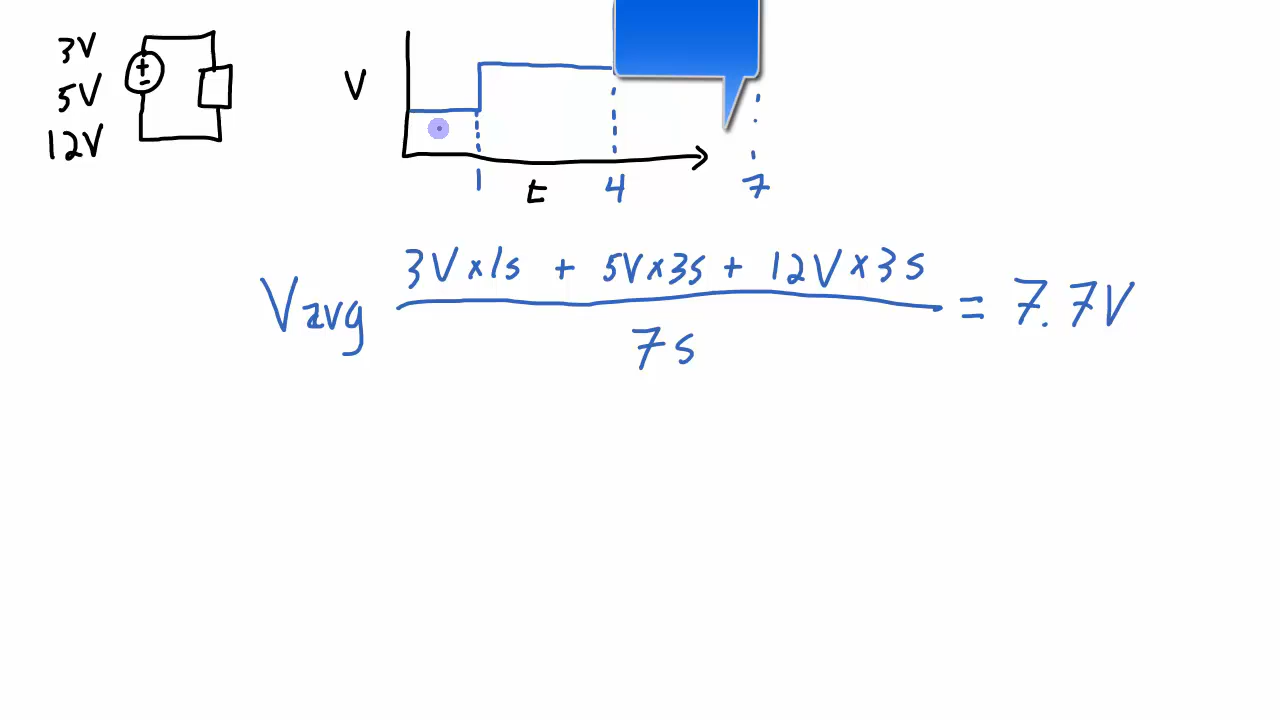 3V
5V
12V
+
-
V
1 t 4 7
Vavg 3V×1s + 5V×3s + 12V×3s = 7.7V
7s